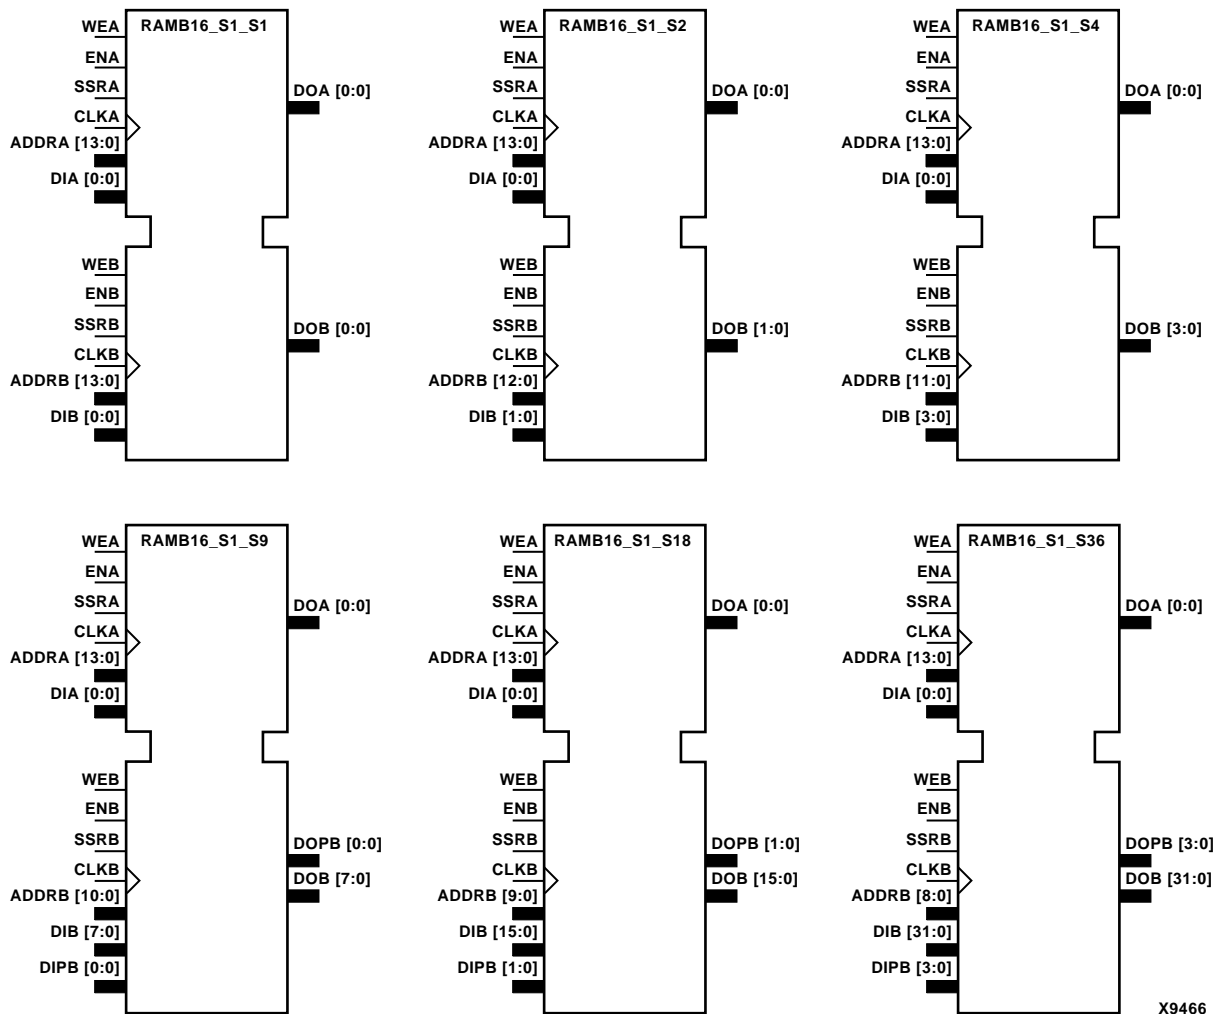 RAMB16_S1_S1
WEA
ENA
SSRA
CLKA
ADDRA [13:0]
DIA [0:0]
DOA [0:0]
WEB
ENB
SSRB
CLKB
ADDRB [13:0]
DIB [0:0]
DOB [0:0]
RAMB16_S1_S2
WEA
ENA
SSRA
CLKA
ADDRA [13:0]
DIA [0:0]
DOA [0:0]
WEB
ENB
SSRB
CLKB
ADDRB [12:0]
DIB [1:0]
DOB [1:0]
RAMB16_S1_S4
WEA
ENA
SSRA
CLKA
ADDRA [13:0]
DIA [0:0]
DOA [0:0]
WEB
ENB
SSRB
CLKB
ADDRB [11:0]
DIB [3:0]
DOB [3:0]
RAMB16_S1_S9
WEA
ENA
SSRA
CLKA
ADDRA [13:0]
DIA [0:0]
DOA [0:0]
WEB
ENB
SSRB
CLKB
ADDRB [10:0]
DIB [7:0]
DIPB [0:0]
DOPB [0:0]
DOB [7:0]
RAMB16_S1_S18
WEA
ENA
SSRA
CLKA
ADDRA [13:0]
DIA [0:0]
DOA [0:0]
WEB
ENB
SSRB
CLKB
ADDRB [9:0]
DIB [15:0]
DIPB [1:0]
DOPB [1:0]
DOB [15:0]
RAMB16_S1_S36
WEA
ENA
SSRA
CLKA
ADDRA [13:0]
DIA [0:0]
DOA [0:0]
WEB
ENB
SSRB
CLKB
ADDRB [8:0]
DIB [31:0]
DIPB [3:0]
DOPB [3:0]
DOB [31:0]
X9466